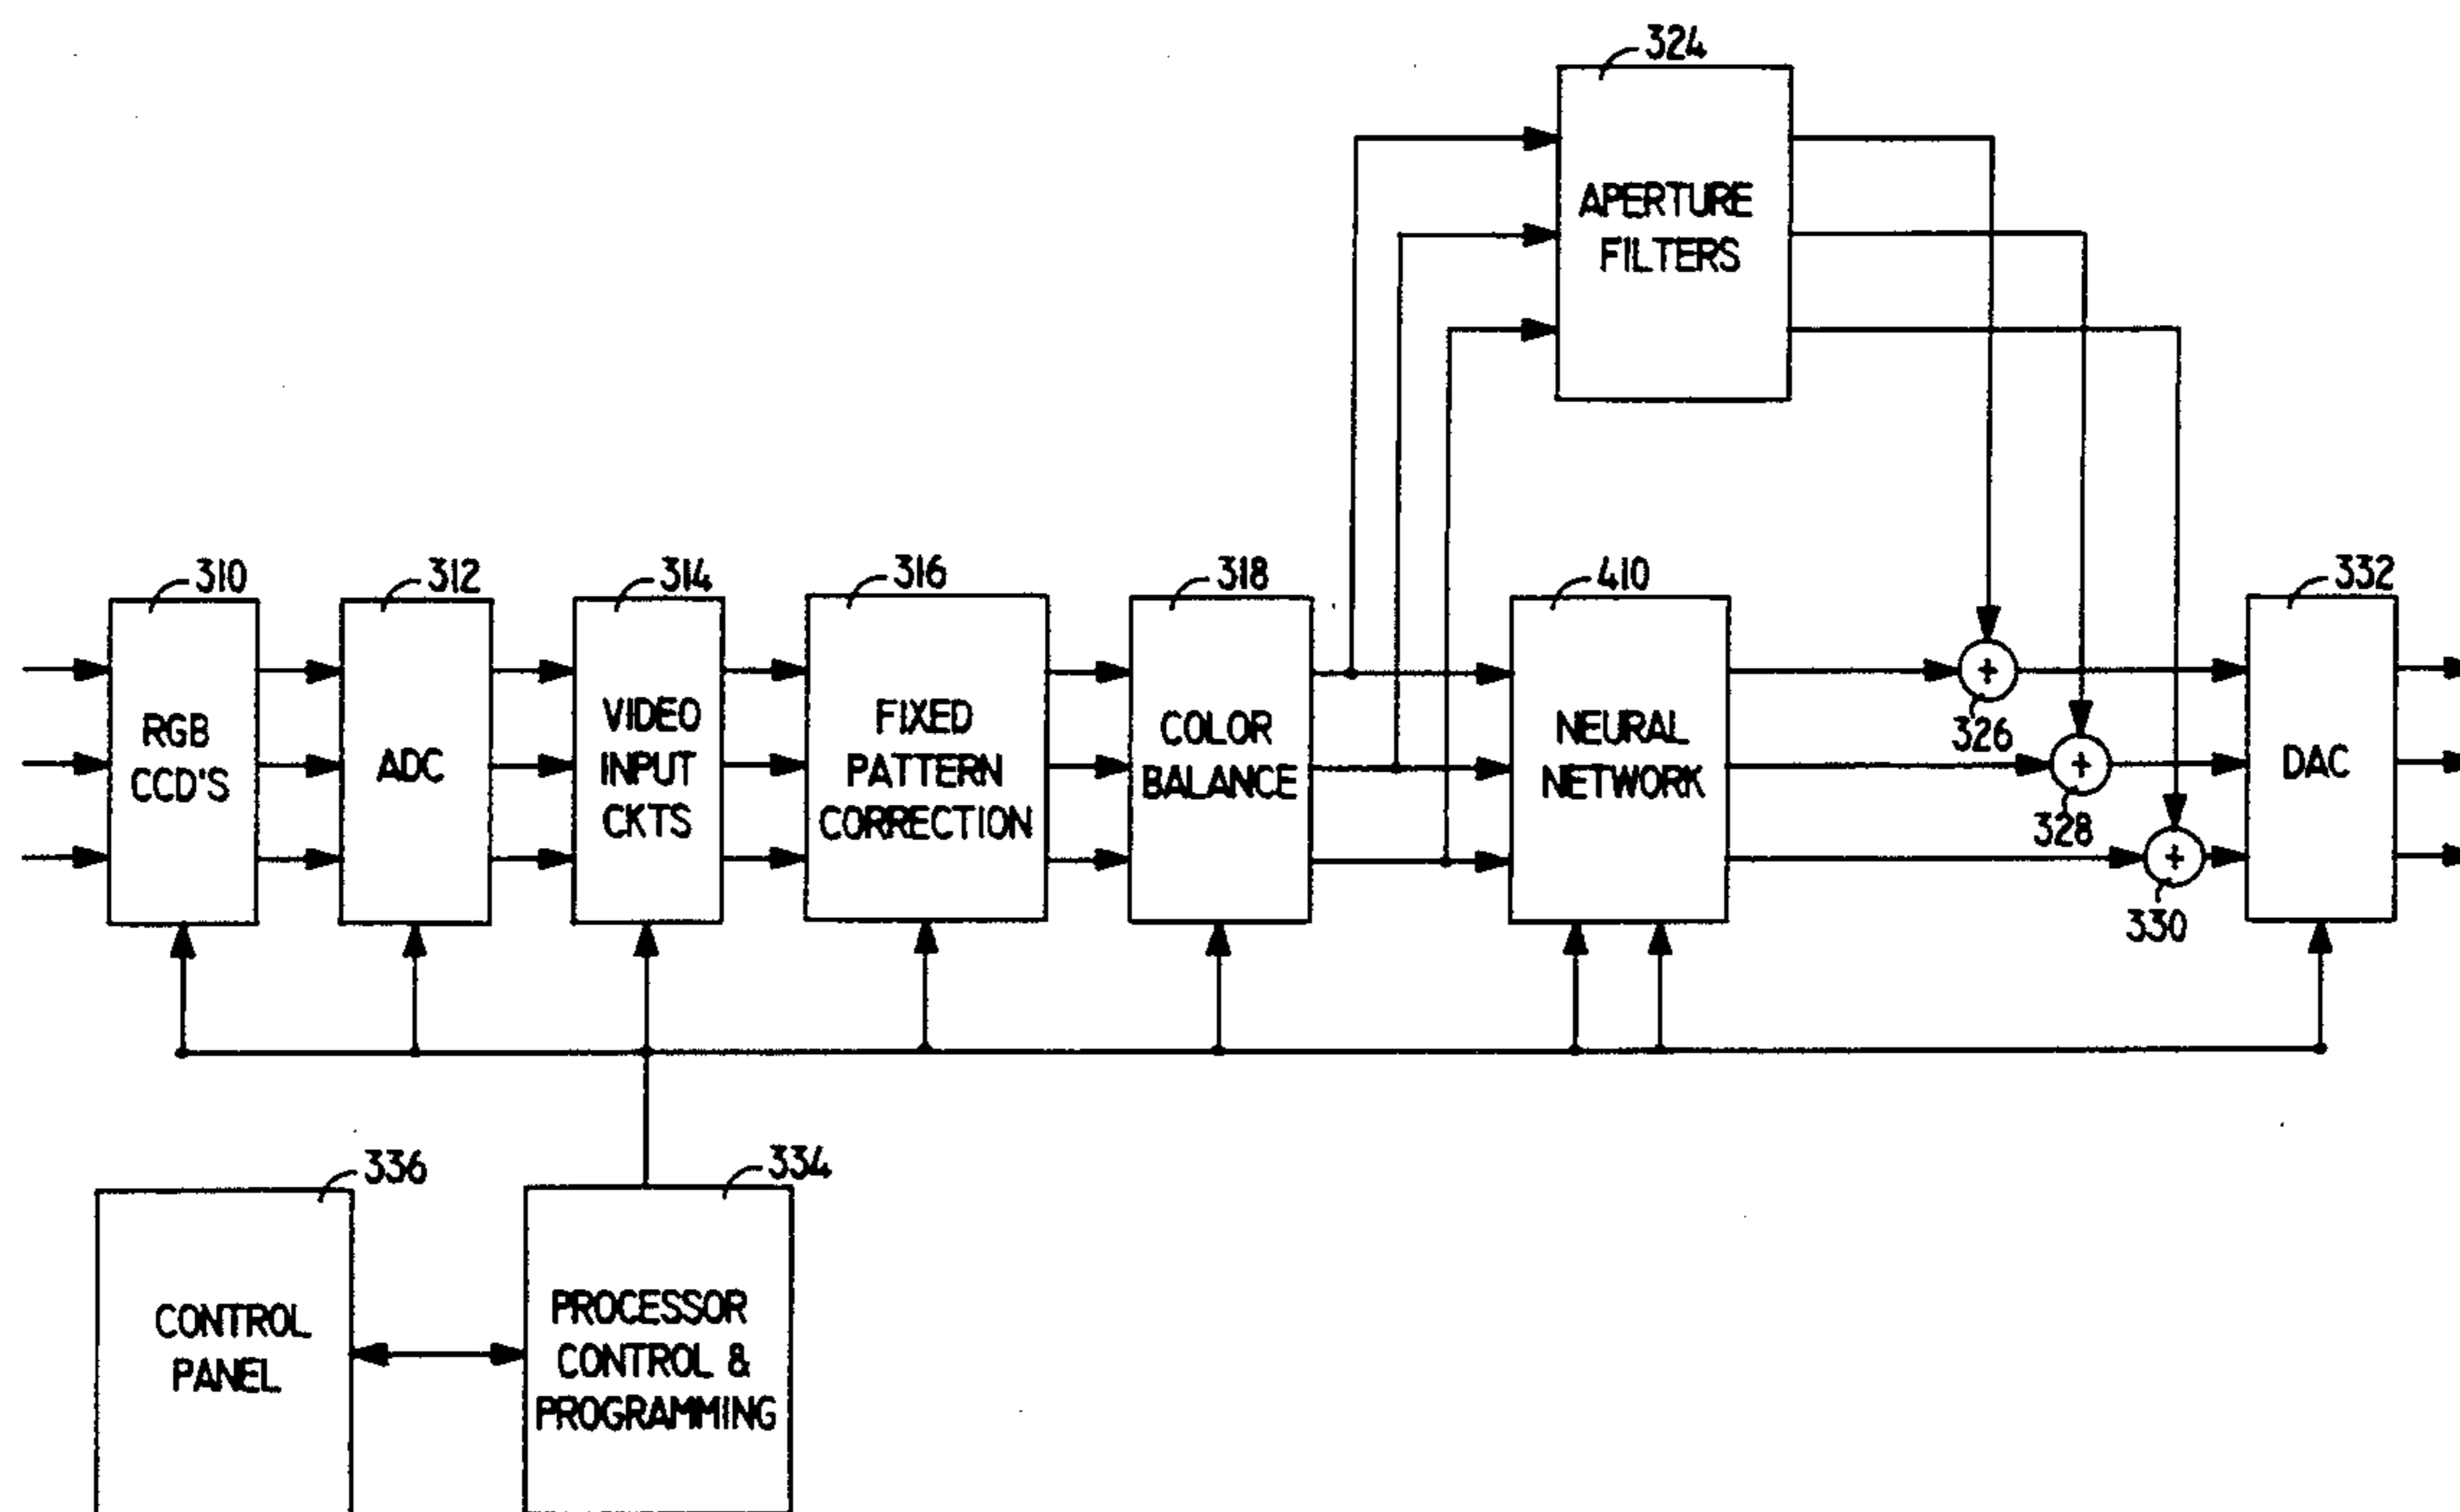 324
APERTURE
FILTERS
310
312
314
316
318
410
332
RGB
CCD'S
ADC
VIDEO
INPUT
CKTS
FIXED
PATTERN
CORRECTION
COLOR
BALANCE
NEURAL
NETWORK
+
326
+
328
+
330
DAC
336
334
CONTROL
PANEL
PROCESSOR
CONTROL &
PROGRAMMING